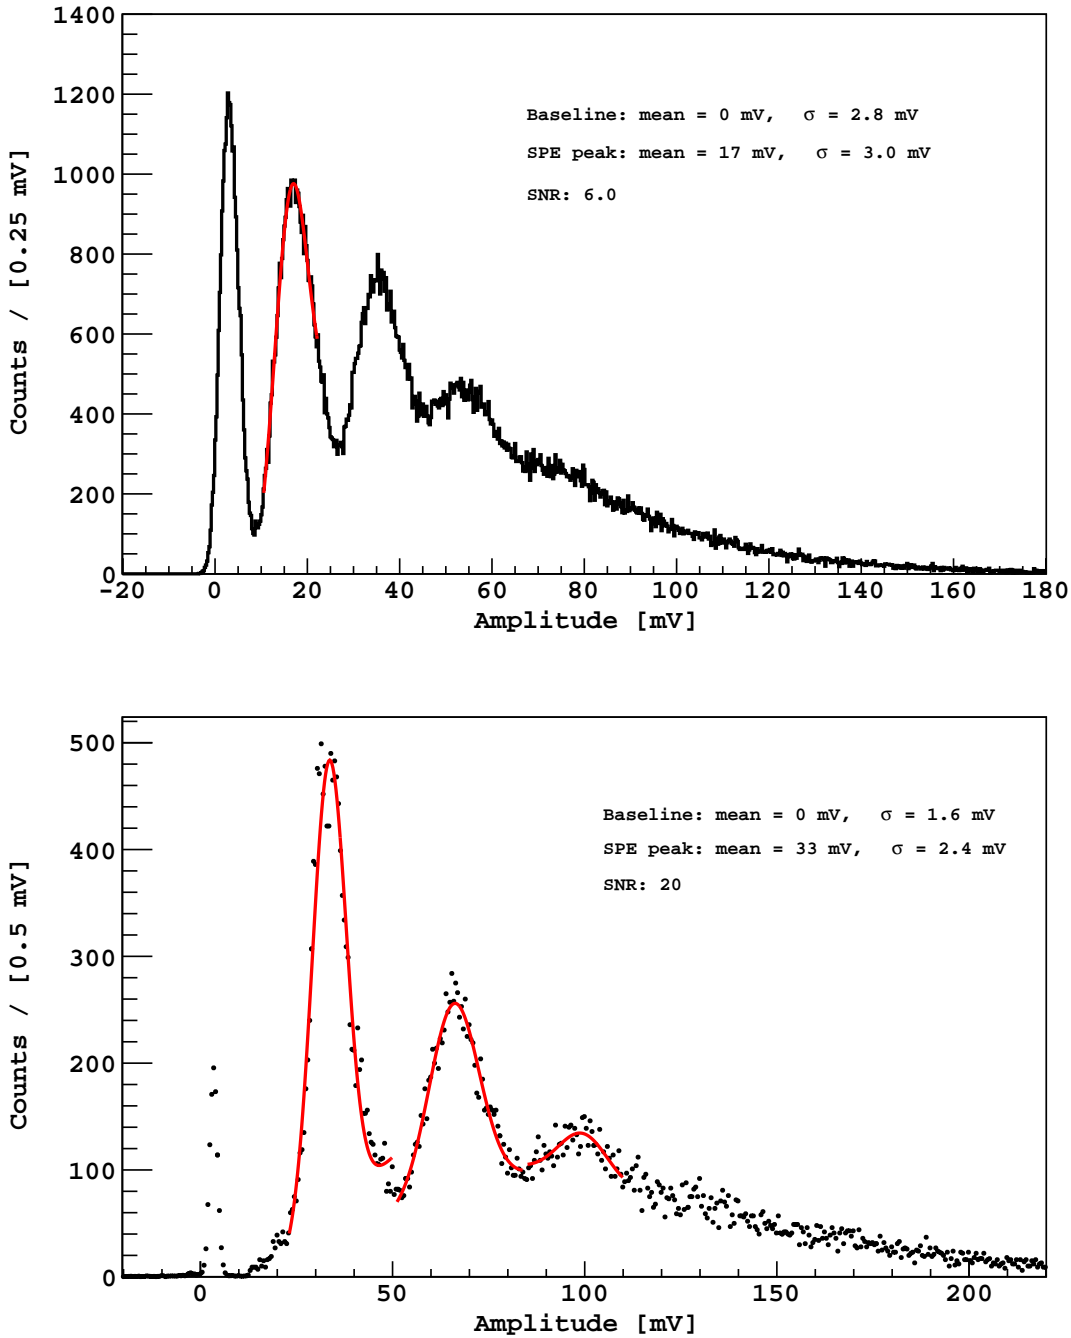 1400
1200
1000
800
600
400
200
0
Counts / [0.25 mV]
Baseline: mean = 0 mV, σ = 2.8 mV
SPE peak: mean = 17 mV, σ = 3.0 mV
SNR: 6.0
-20 0 20 40 60 80 100 120 140 160 180
Amplitude [mV]
500
400
300
200
100
0
Counts / [0.5 mV]
Baseline: mean = 0 mV, σ = 1.6 mV
SPE peak: mean = 33 mV, σ = 2.4 mV
SNR: 20
0 50 100 150 200
Amplitude [mV]